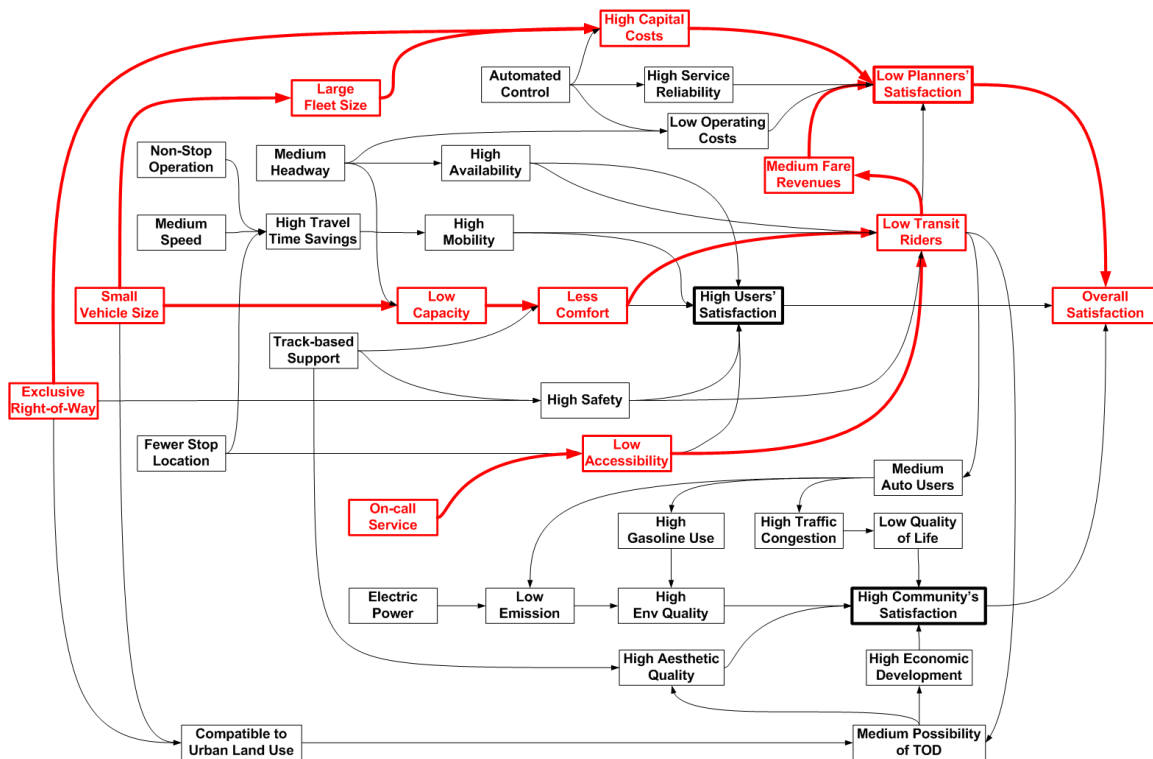 High Capital
Costs
Automated
Control
High Service
Reliability
Low Planners'
Satisfaction
Large
Fleet Size
Low Operating
Costs
Non-Stop
Operation
Medium
Headway
High
Availability
Medium Fare
Revenues
Medium
Speed
High Travel
Time Savings
High
Mobility
Low Transit
Riders
Small
Vehicle Size
Low
Capacity
Less
Comfort
High Users'
Satisfaction
Overall
Satisfaction
Track-based
Support
Exclusive
Right-of-Way
High Safety
Fewer Stop
Location
Low
Accessibility
Medium
Auto Users
On-call
Service
High
Gasoline Use
High Traffic
Congestion
Low Quality
of Life
Electric
Power
Low
Emission
High
Env Quality
High Community's
Satisfaction
High Aesthetic
Quality
High Economic
Development
Compatible to
Urban Land Use
Medium Possibility
of TOD